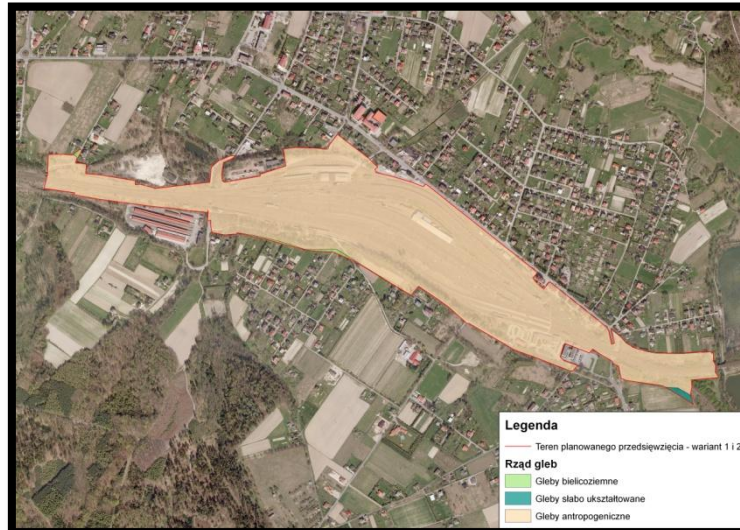 Legenda
Teren planowanego przedsięwzięcia - wariant 1 i 2
Rząd gleb
Gleby bielicoziemne
Gleby słabo ukształtowane
Gleby antropogeniczne